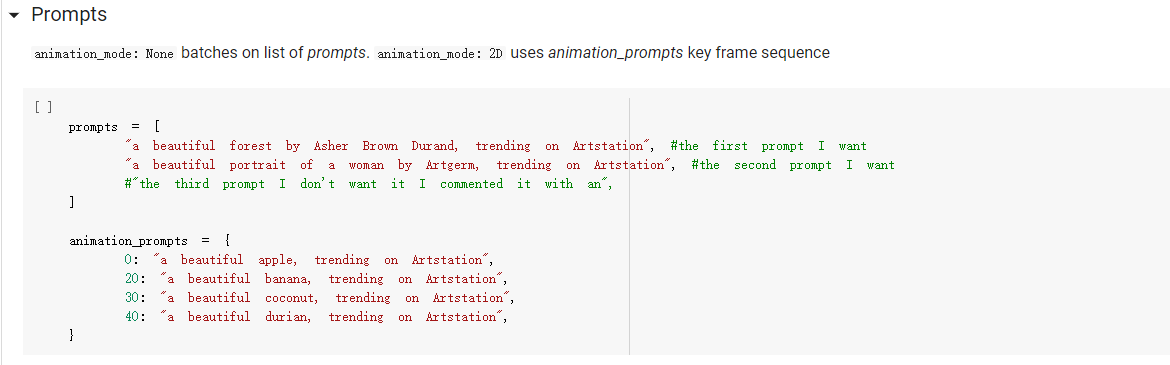 Prompts
animation_mode: None batches on list of prompts. animation_mode: 2D uses animation_prompts key frame sequence
[ ]
prompts = [
"a beautiful forest by Asher Brown Durand, trending on Artstation", #the first prompt I want
"a beautiful portrait of a woman by Artgerm, trending on Artstation", #the second prompt I want
#"the third prompt I don't want it I commented it with an",
]
animation_prompts = {
0: "a beautiful apple, trending on Artstation",
20: "a beautiful banana, trending on Artstation",
30: "a beautiful coconut, trending on Artstation",
40: "a beautiful durian, trending on Artstation",
}